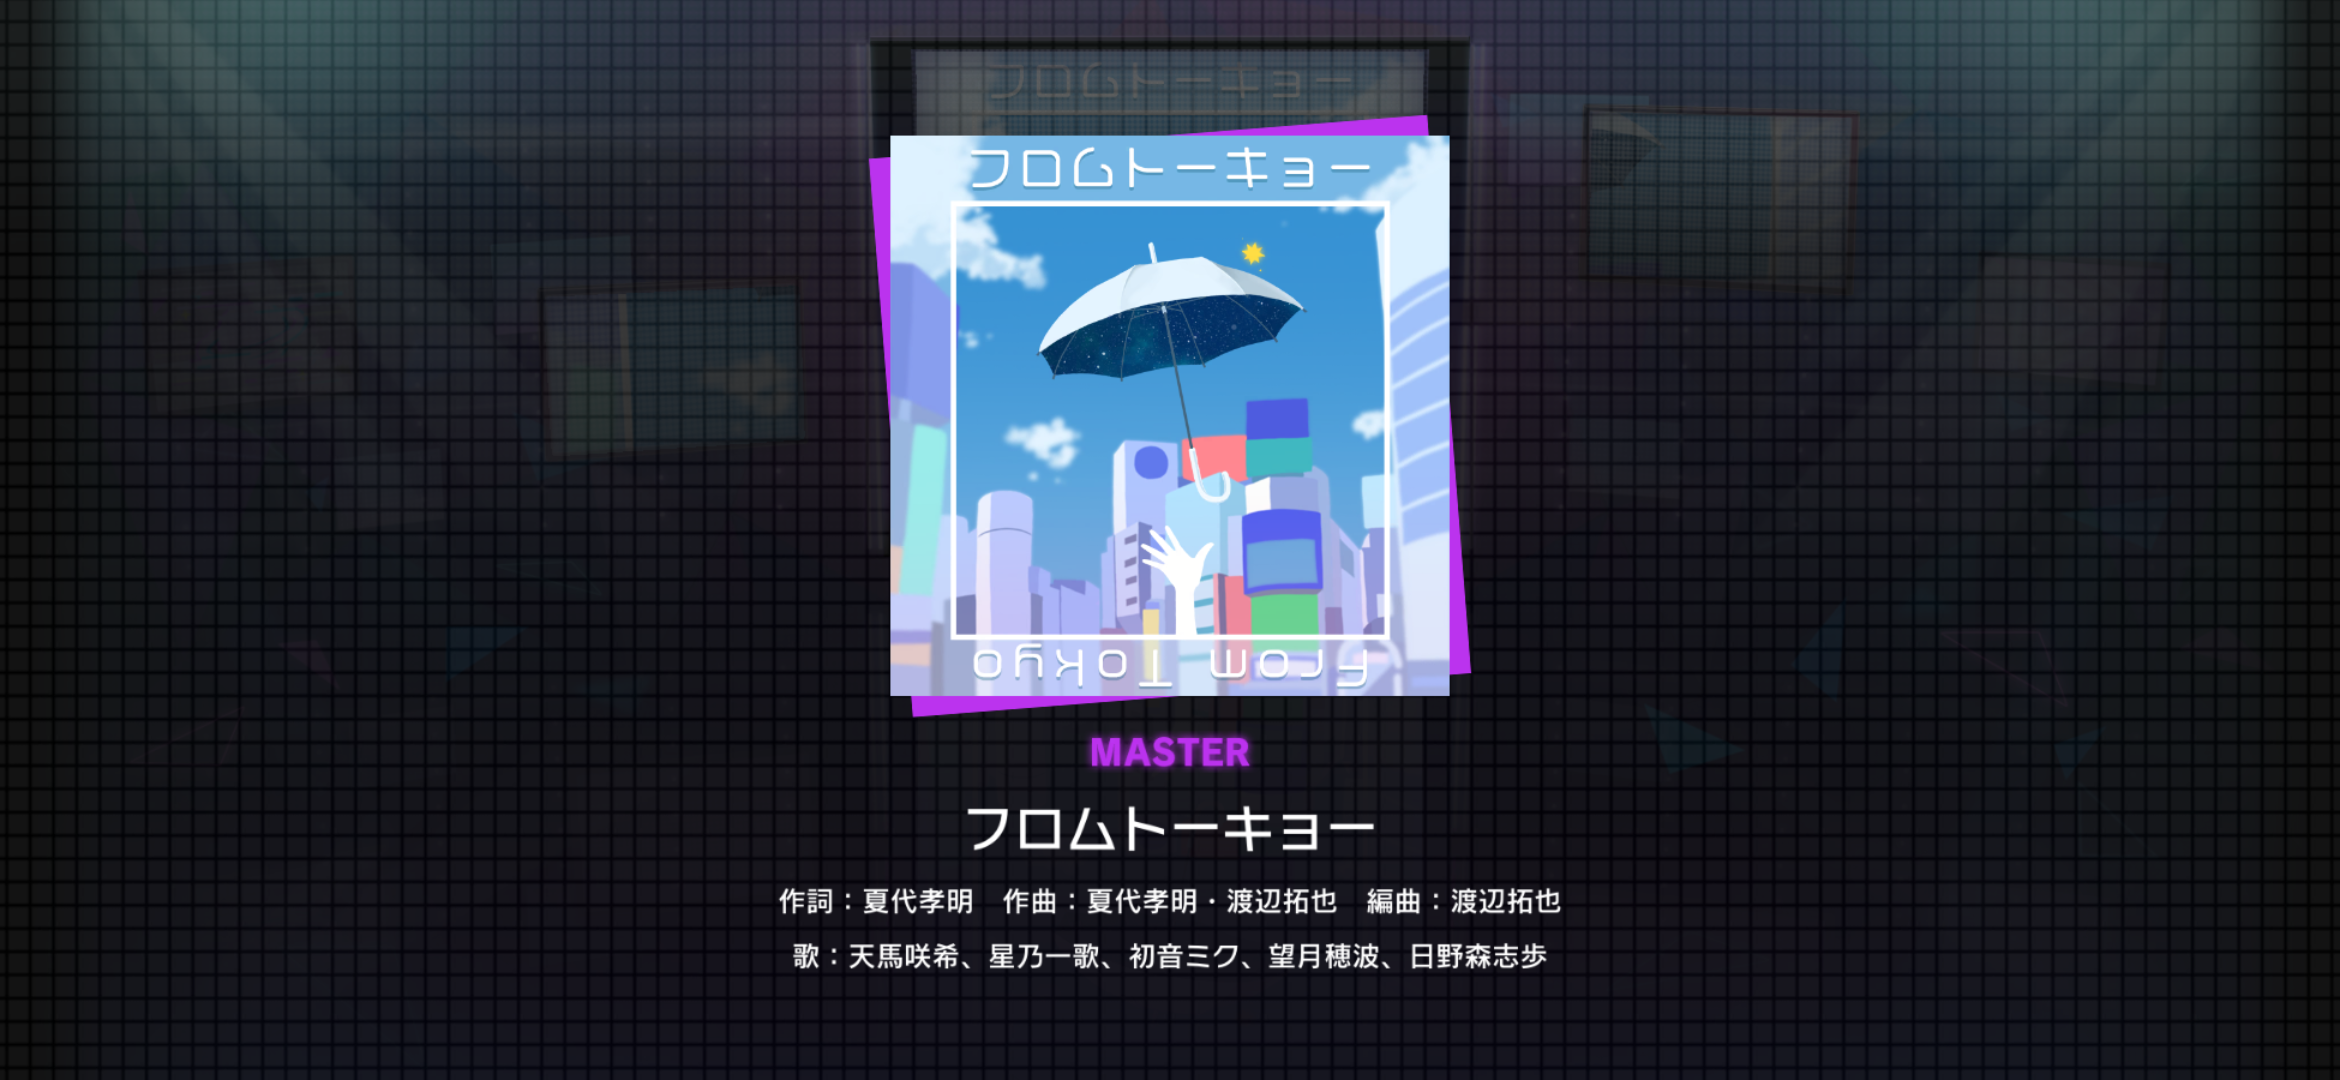 フロムトーキョー
フロムトーキョー
From Tokyo
MASTER
フロムトーキョー
作詞：夏代孝明　作曲：夏代孝明・渡辺拓也　編曲：渡辺拓也
歌：天馬咲希、星乃一歌、初音ミク、望月穂波、日野森志歩